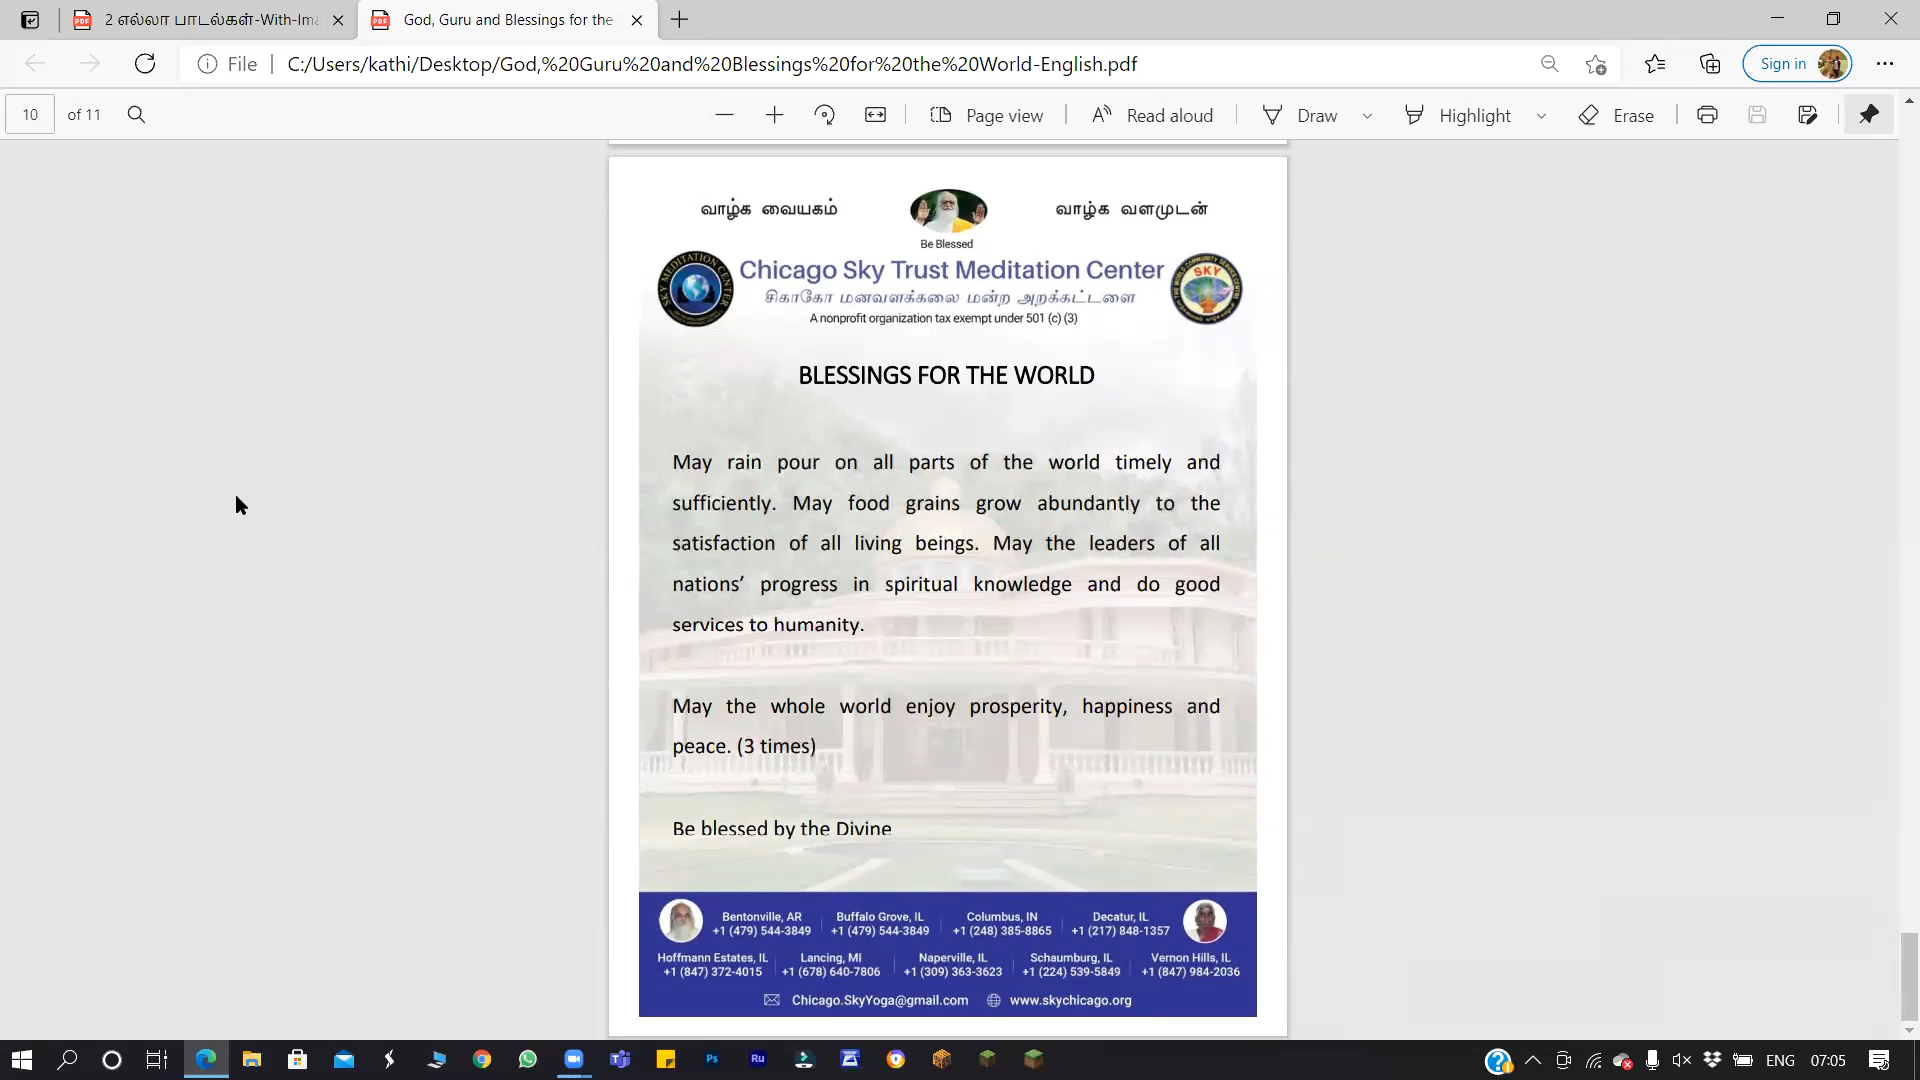 2 எல்லா பாடல்கள்-With-Ima
God, Guru and Blessings for the
File
C:/Users/kathi/Desktop/God,%20Guru%20and%20Blessings%20for%20the%20World-English.pdf
Sign in
10 of 11
Page view
Read aloud
Draw
Highlight
Erase
வாழ்க வையகம்
வாழ்க வளமுடன்
Be Blessed
Chicago Sky Trust Meditation Center
சிகாகோ மனவளக்கலை மன்ற அறக்கட்டளை
A nonprofit organization tax exempt under 501 (c) (3)
SKY
BLESSINGS FOR THE WORLD
May rain pour on all parts of the world timely and
sufficiently. May food grains grow abundantly to the
satisfaction of all living beings. May the leaders of all
nations’ progress in spiritual knowledge and do good
services to humanity.
May the whole world enjoy prosperity, happiness and
peace. (3 times)
Be blessed by the Divine
Bentonville, AR Buffalo Grove, IL Columbus, IN Decatur, IL
+1 (479) 544-3849 +1 (479) 544-3849 +1 (248) 385-8865 +1 (217) 848-1357
Hoffmann Estates, IL Lancing, MI Naperville, IL Schaumburg, IL Vernon Hills, IL
+1 (847) 372-4015 +1 (678) 640-7806 +1 (309) 363-3623 +1 (224) 539-5849 +1 (847) 984-2036
Chicago.SkyYoga@gmail.com www.skychicago.org
Ps
Ru
ENG
07:05